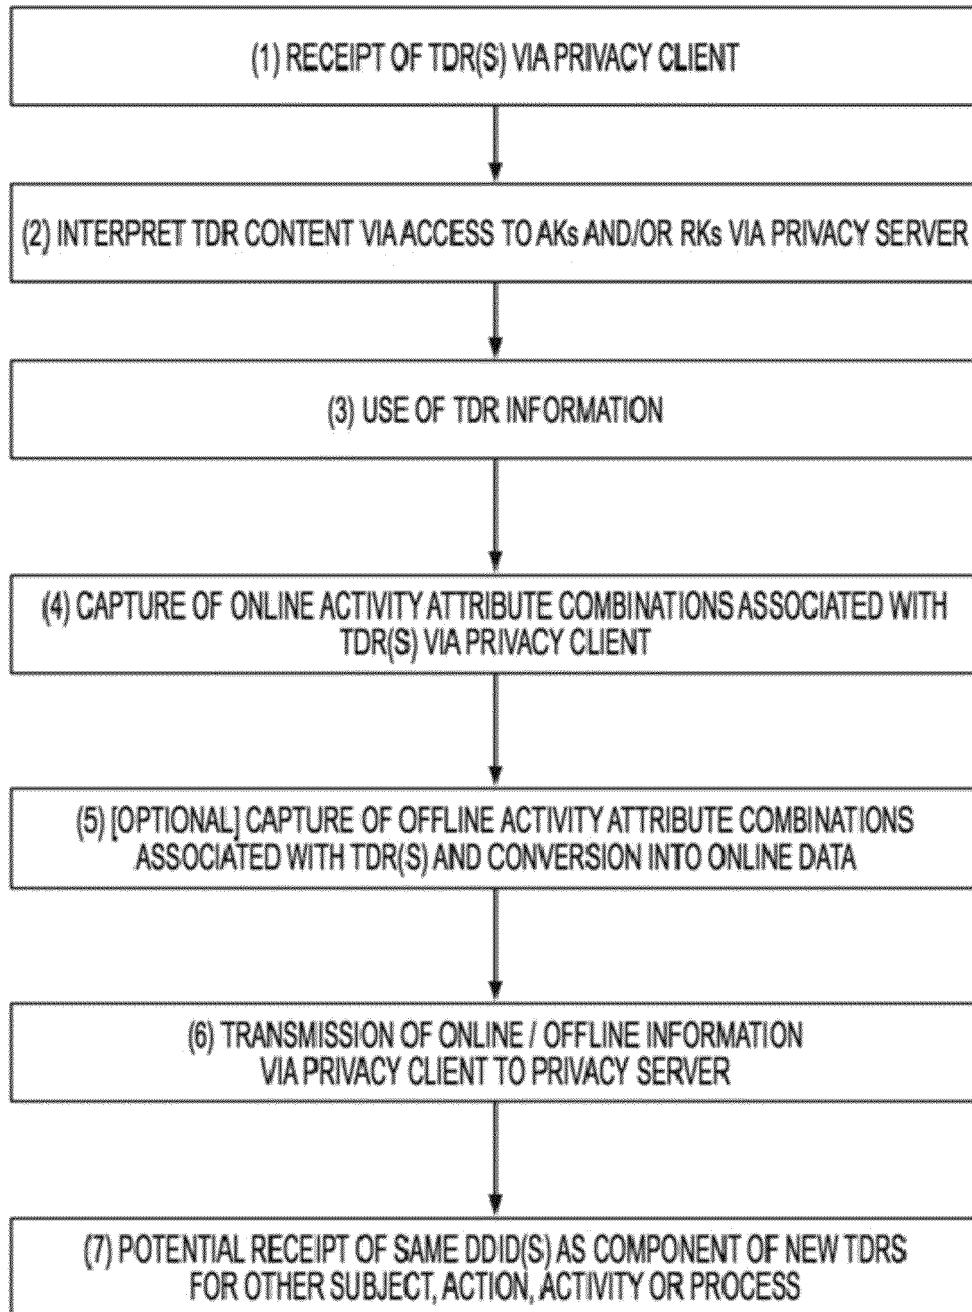 (1) RECEIPT OF TDR(S) VIA PRIVACY CLIENT
(2) INTERPRET TDR CONTENT VIA ACCESS TO AKs AND/OR RKs VIA PRIVACY SERVER
(3) USE OF TDR INFORMATION
(4) CAPTURE OF ONLINE ACTIVITY ATTRIBUTE COMBINATIONS ASSOCIATED WITH
TDR(S) VIA PRIVACY CLIENT
(5) [OPTIONAL] CAPTURE OF OFFLINE ACTIVITY ATTRIBUTE COMBINATIONS
ASSOCIATED WITH TDR(S) AND CONVERSION INTO ONLINE DATA
(6) TRANSMISSION OF ONLINE / OFFLINE INFORMATION
VIA PRIVACY CLIENT TO PRIVACY SERVER
(7) POTENTIAL RECEIPT OF SAME DDID(S) AS COMPONENT OF NEW TDRS
FOR OTHER SUBJECT, ACTION, ACTIVITY OR PROCESS